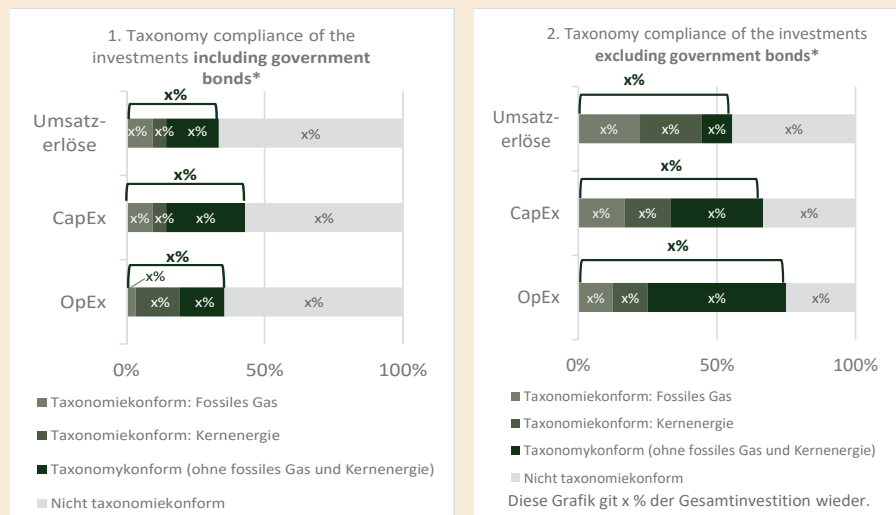 1. Taxonomy compliance of the
investments including government
bonds*
x%
Umsatz-
erlöse
x% x% x% x%
x%
CapEx
x% x% x% x%
x%
x%
OpEx
x% x% x%
0% 50% 100%
Taxonomiekonform: Fossiles Gas
Taxonomiekonform: Kernenergie
Taxonomykonform (ohne fossiles Gas und Kernenergie)
Nicht taxonomiekonform
2. Taxonomy compliance of the investments
excluding government bonds*
x%
Umsatz-
erlöse
x% x% x% x%
x%
CapEx
x% x% x% x%
x%
OpEx
x% x% x% x%
0% 50% 100%
Taxonomiekonform: Fossiles Gas
Taxonomiekonform: Kernenergie
Taxonomykonform (ohne fossiles Gas und Kernenergie)
Nicht taxonomiekonform
Diese Grafik git x % der Gesamtinvestition wieder.